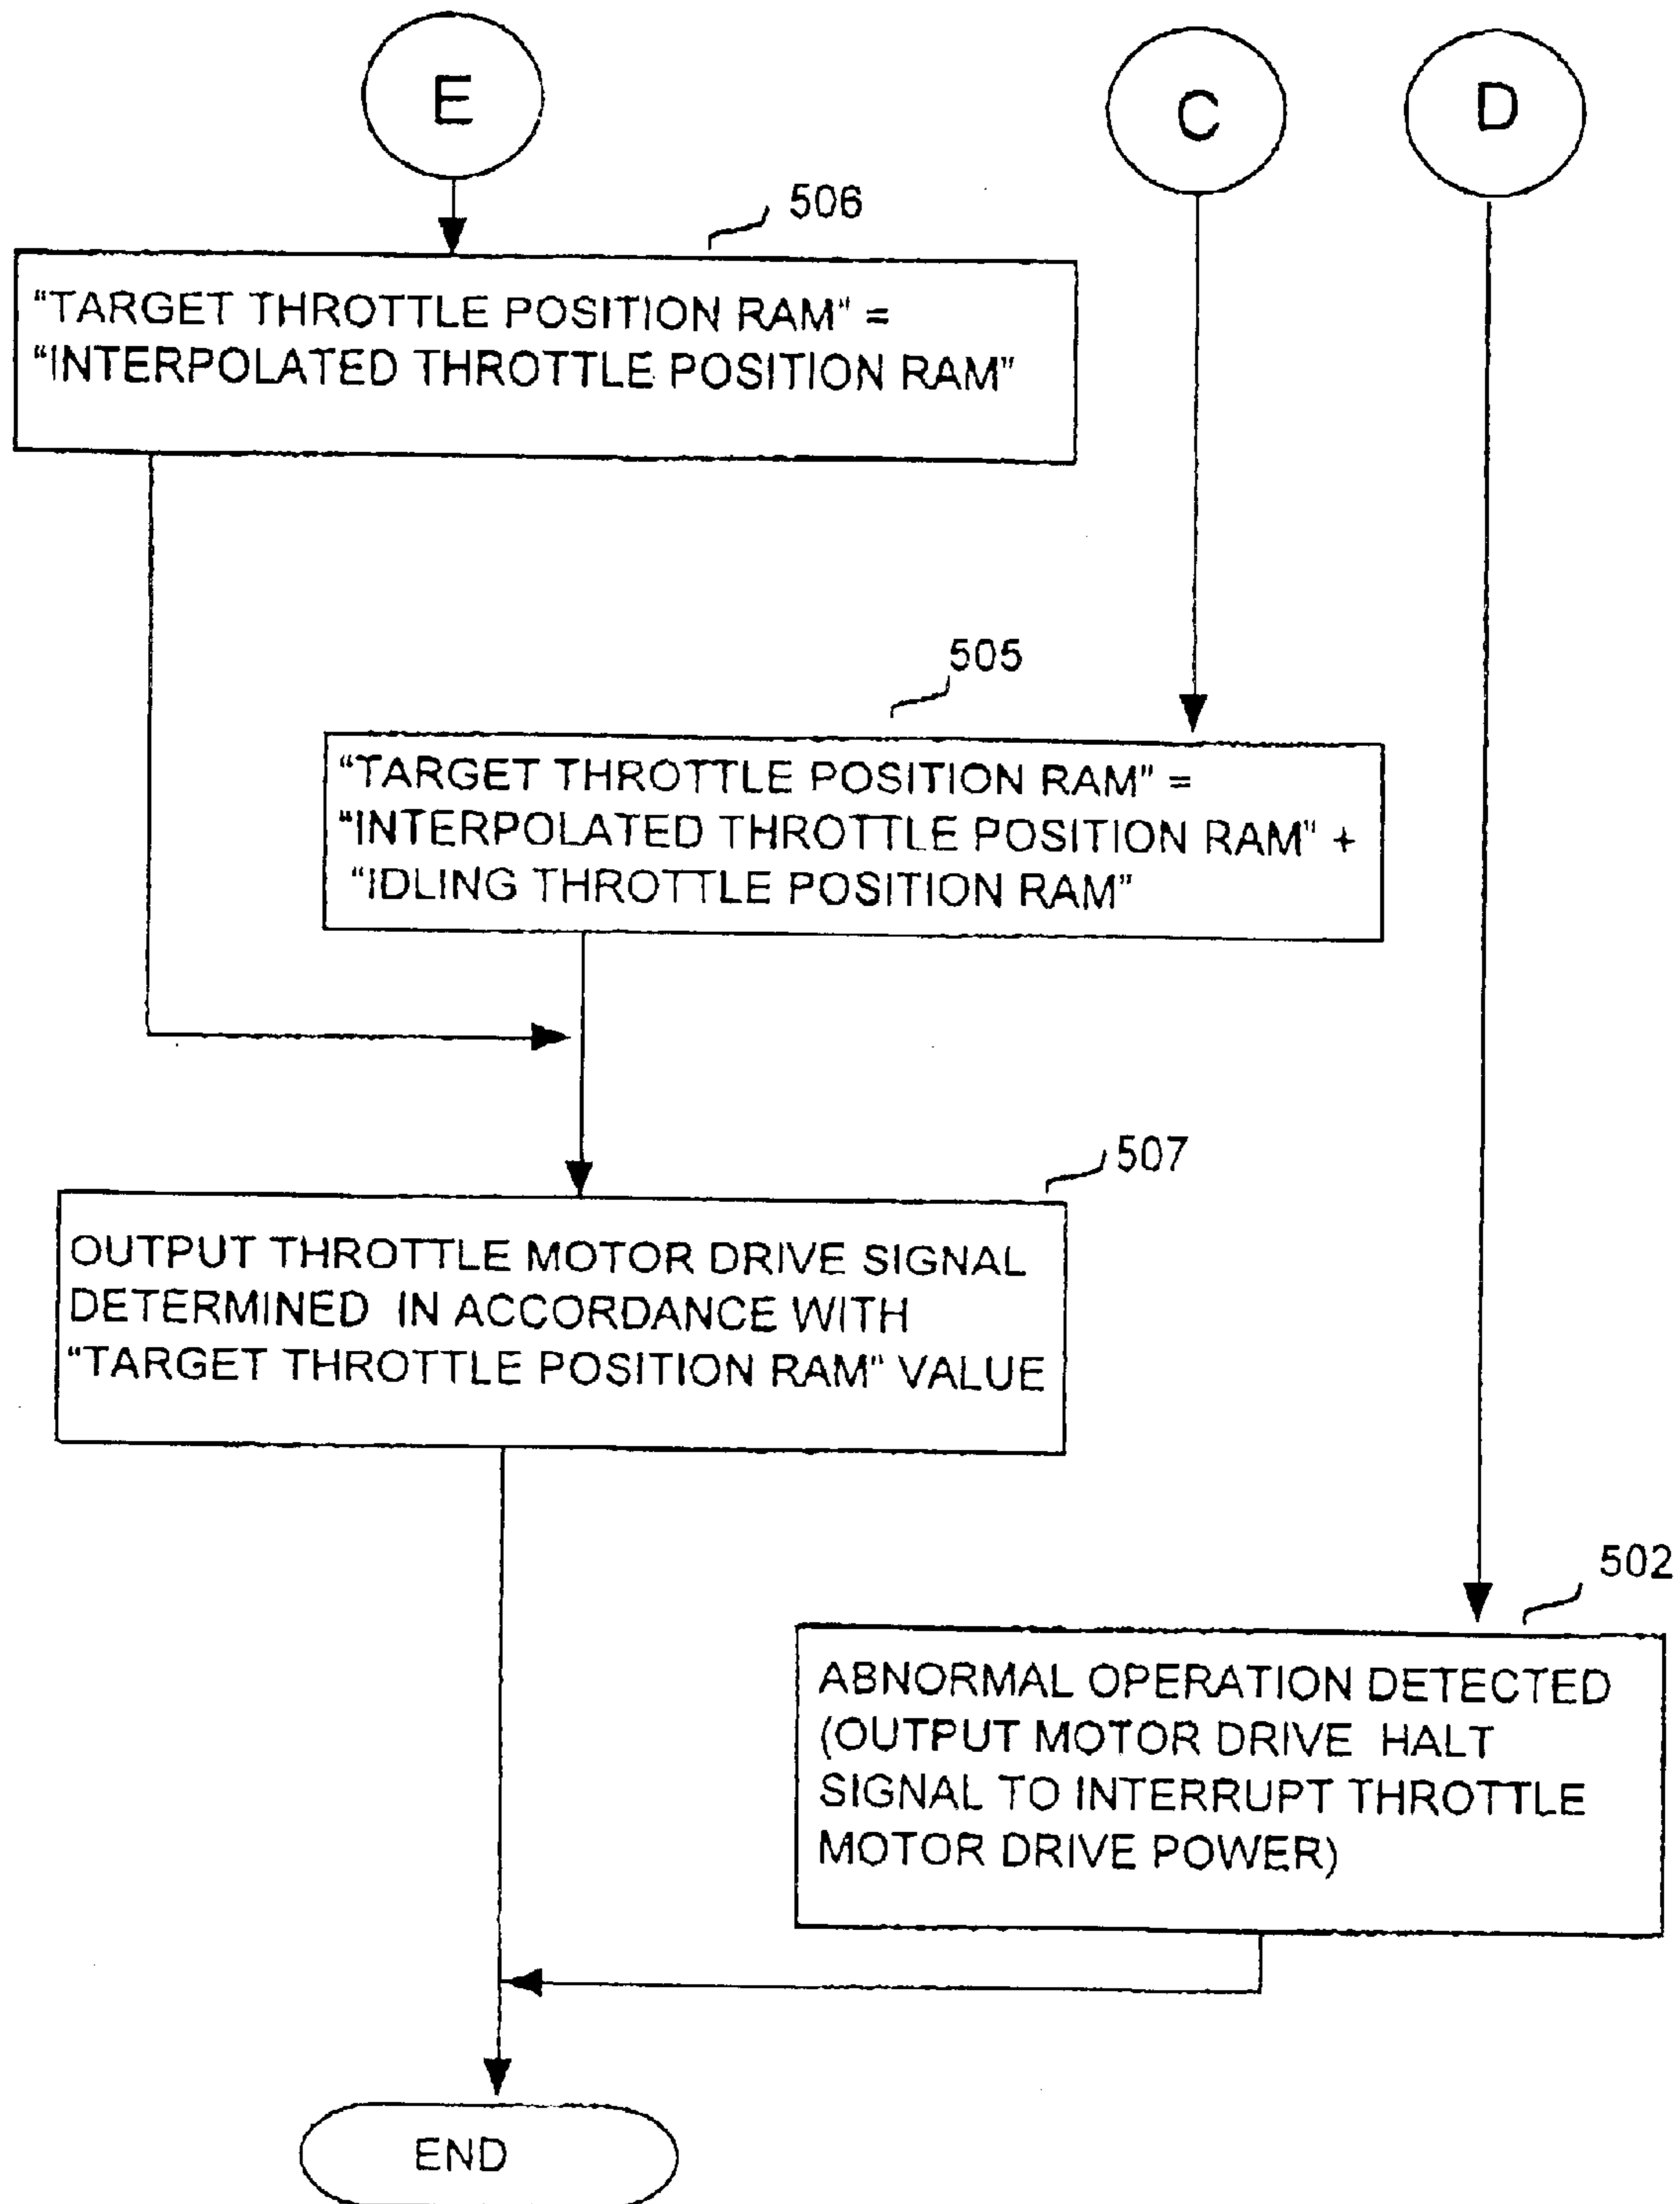 E
C
D
506
"TARGET THROTTLE POSITION RAM" =
"INTERPOLATED THROTTLE POSITION RAM"
505
"TARGET THROTTLE POSITION RAM" =
"INTERPOLATED THROTTLE POSITION RAM" +
"IDLING THROTTLE POSITION RAM"
507
OUTPUT THROTTLE MOTOR DRIVE SIGNAL
DETERMINED IN ACCORDANCE WITH
"TARGET THROTTLE POSITION RAM" VALUE
502
ABNORMAL OPERATION DETECTED
(OUTPUT MOTOR DRIVE HALT
SIGNAL TO INTERRUPT THROTTLE
MOTOR DRIVE POWER)
END